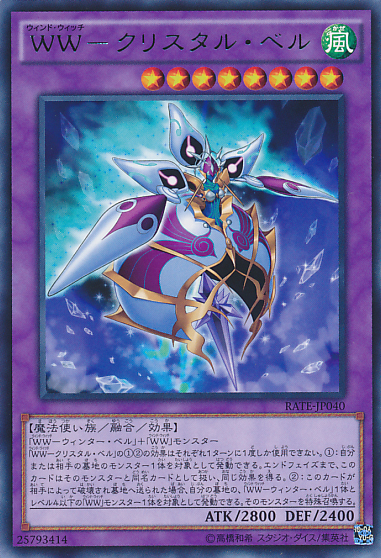 ウィンド・ウィッチ
WW－クリスタル・ベル
風
RATE-JP040
【魔法使い族／融合／効果】
「WW－ウィンター・ベル」＋「WW」モンスター
「WW－クリスタル・ベル」の①②の効果はそれぞれ1ターンに1度しか使用できない。①：自分
または相手の墓地のモンスター1体を対象として発動できる。エンドフェイズまで、この
カードはそのモンスターと同名カードとして扱い、同じ効果を得る。②：このカードが
相手によって破壊され墓地へ送られた場合、自分の墓地の、「WW－ウィンター・ベル」1体と
レベル4以下の「WW」モンスター1体を対象として発動できる。そのモンスターを特殊召喚する。
ATK/2800 DEF/2400
25793414
©高橋和希 スタジオ・ダイス/集英社